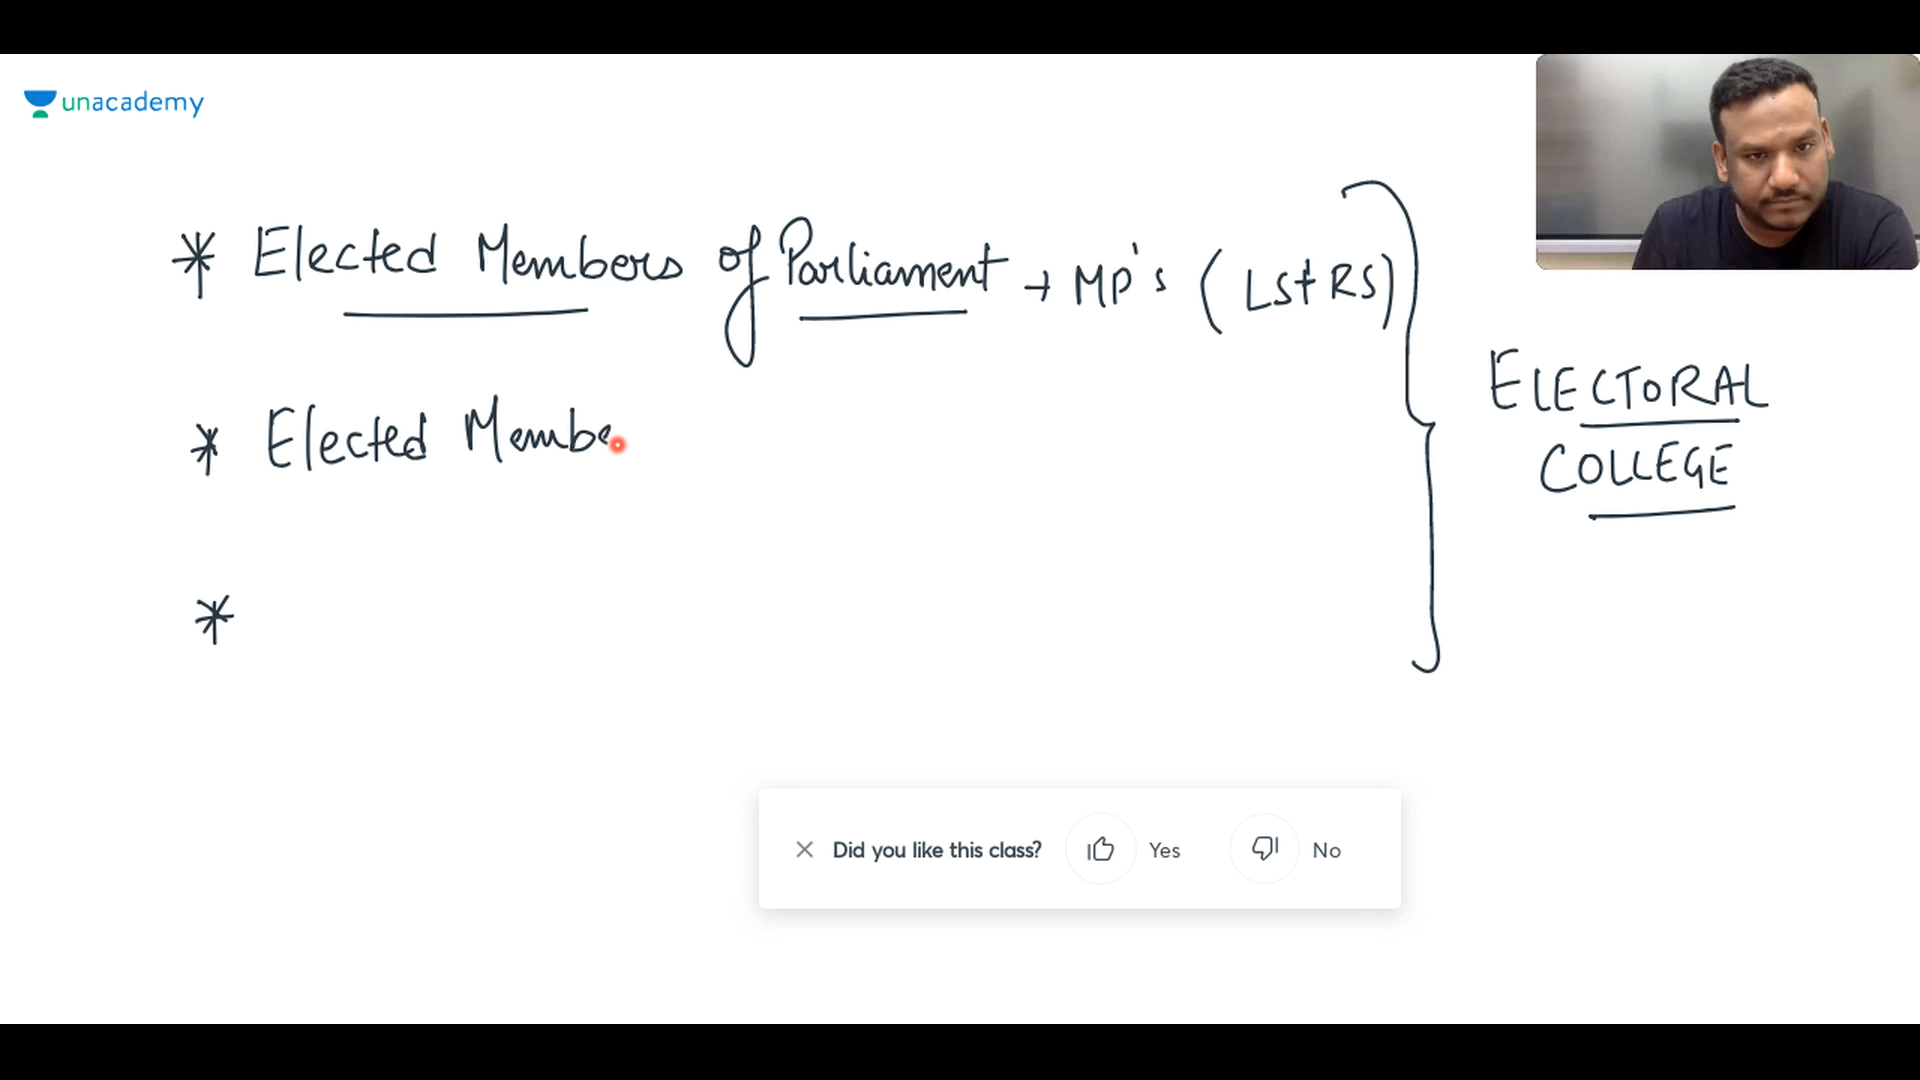 unacademy
* Elected Members of Parliament → MP's (LS+RS)
* Elected Membe
*
ELECTORAL
COLLEGE
Did you like this class? Yes No